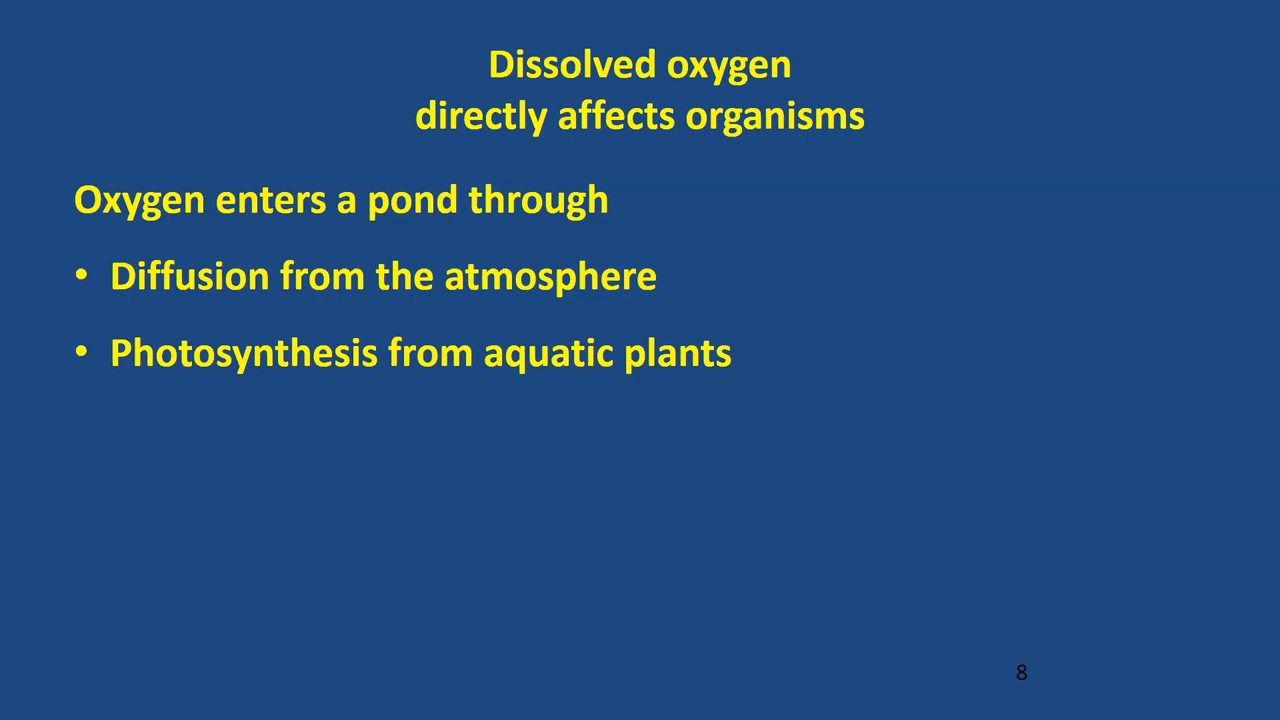 Dissolved oxygen
directly affects organisms
Oxygen enters a pond through
• Diffusion from the atmosphere
• Photosynthesis from aquatic plants
8